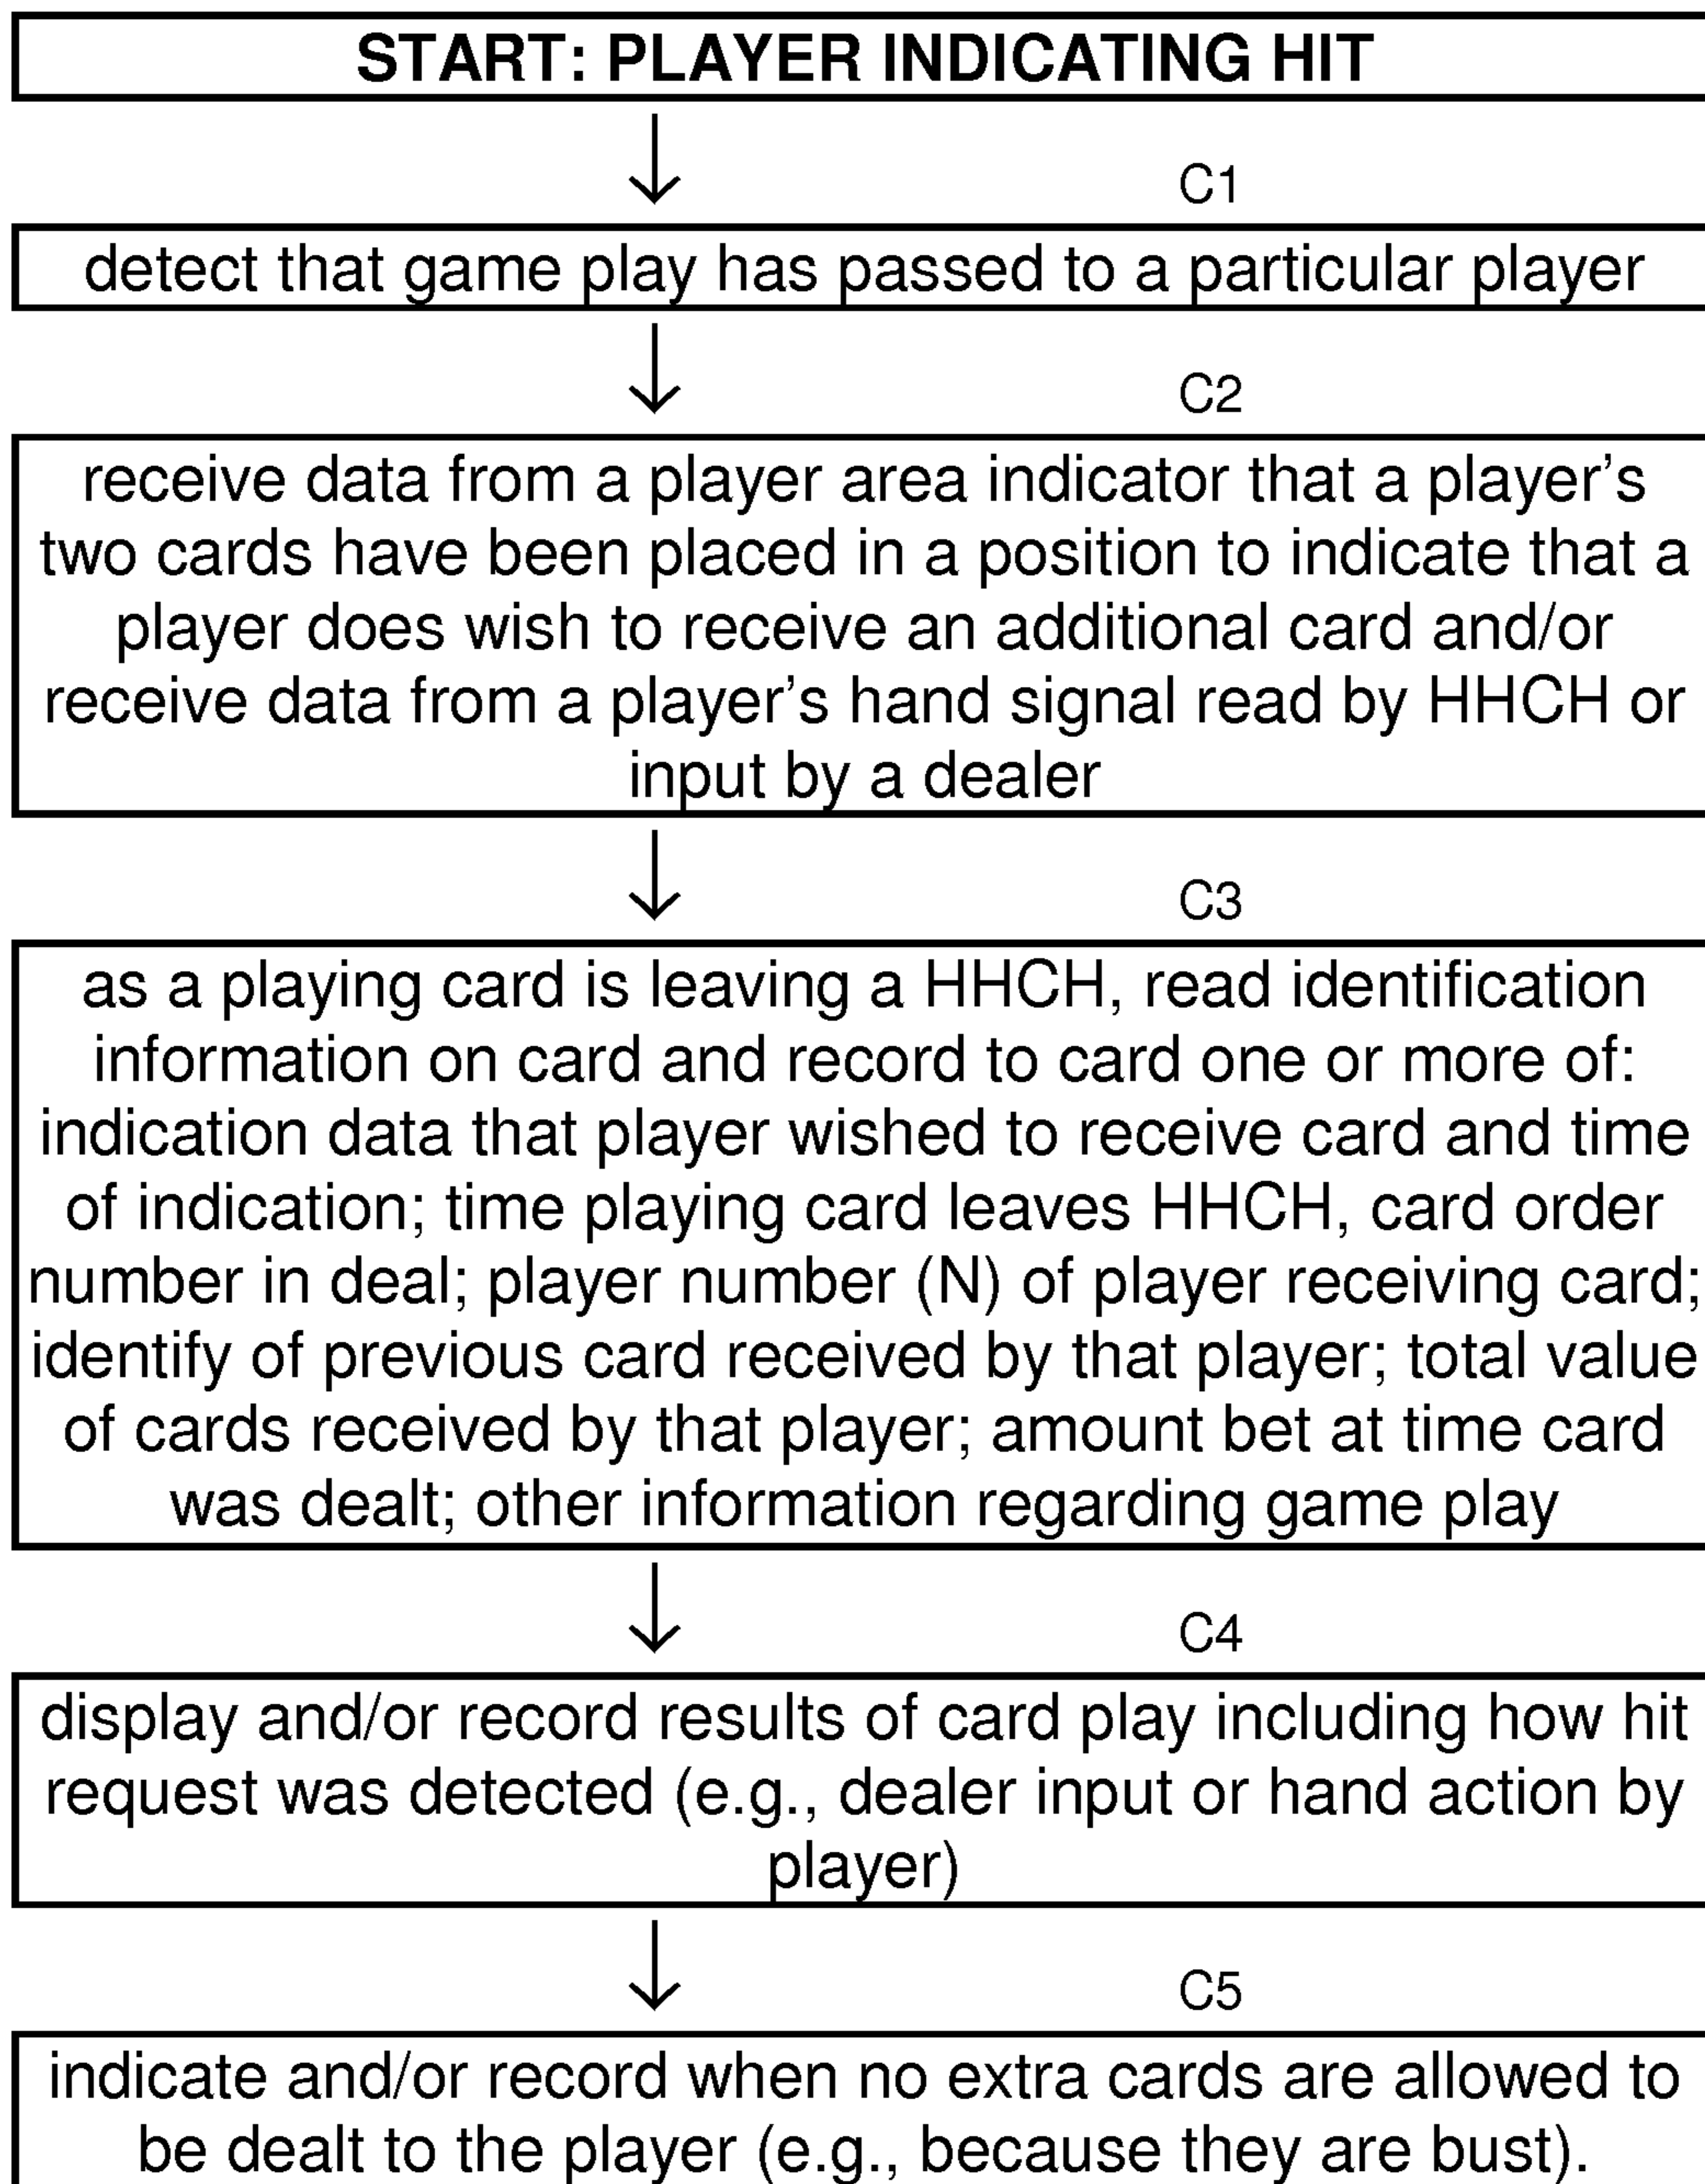 START: PLAYER INDICATING HIT
C1
detect that game play has passed to a particular player
C2
receive data from a player area indicator that a player's
two cards have been placed in a position to indicate that a
player does wish to receive an additional card and/or
receive data from a player's hand signal read by HHCH or
input by a dealer
C3
as a playing card is leaving a HHCH, read identification
information on card and record to card one or more of:
indication data that player wished to receive card and time
of indication; time playing card leaves HHCH, card order
number in deal; player number (N) of player receiving card;
identify of previous card received by that player; total value
of cards received by that player; amount bet at time card
was dealt; other information regarding game play
C4
display and/or record results of card play including how hit
request was detected (e.g., dealer input or hand action by
player)
C5
indicate and/or record when no extra cards are allowed to
be dealt to the player (e.g., because they are bust).